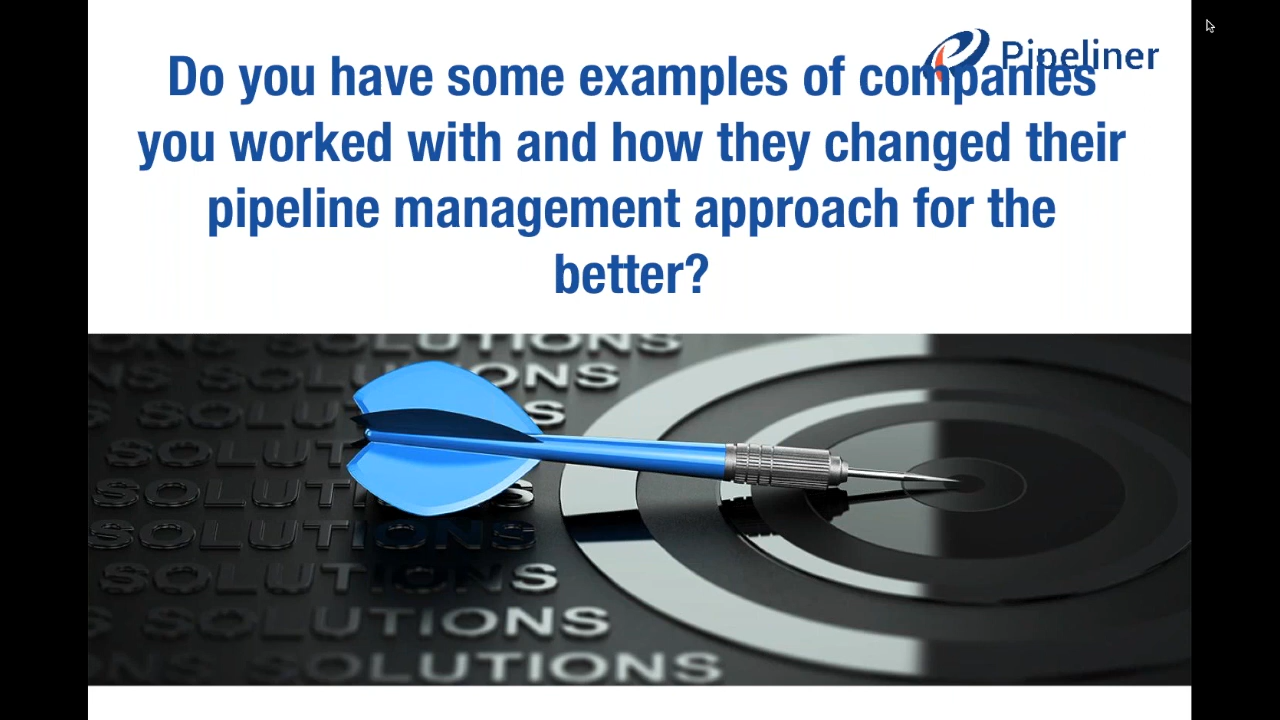 Pipeliner
Do you have some examples of companies
you worked with and how they changed their
pipeline management approach for the
better?
SOLUTIONS
SOLUTIONS
SOLUTIONS
SOLUTIONS